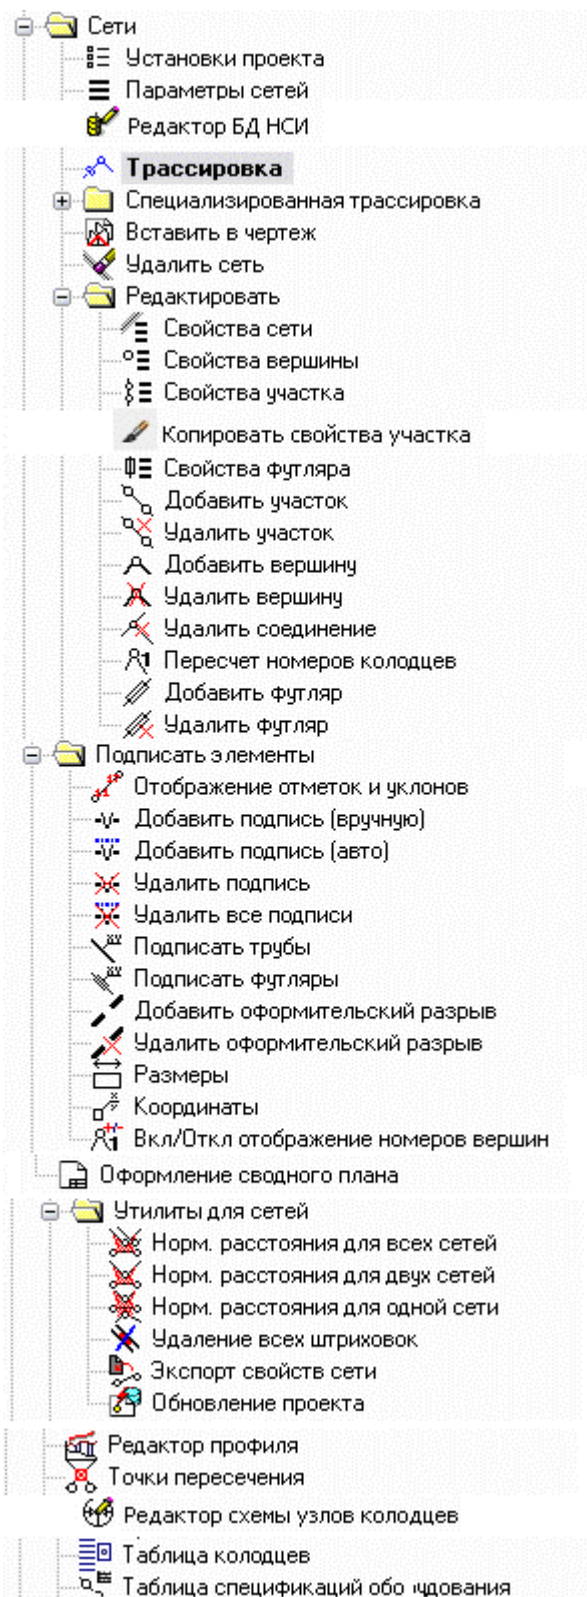 Сети
Установки проекта
Параметры сетей
Редактор БД НСИ
Трассировка
Специализированная трассировка
Вставить в чертеж
Удалить сеть
Редактировать
Свойства сети
Свойства вершины
Свойства участка
Копировать свойства участка
Свойства футляра
Добавить участок
Удалить участок
Добавить вершину
Удалить вершину
Удалить соединение
Пересчет номеров колодцев
Добавить футляр
Удалить футляр
Подписать элементы
Отображение отметок и уклонов
Добавить подпись (вручную)
Добавить подпись (авто)
Удалить подпись
Удалить все подписи
Подписать трубы
Подписать футляры
Добавить оформительский разрыв
Удалить оформительский разрыв
Размеры
Координаты
Вкл/Откл отображение номеров вершин
Оформление сводного плана
Утилиты для сетей
Норм. расстояния для всех сетей
Норм. расстояния для двух сетей
Норм. расстояния для одной сети
Удаление всех штриховок
Экспорт свойств сети
Обновление проекта
Редактор профиля
Точки пересечения
Редактор схемы узлов колодцев
Таблица колодцев
Таблица спецификаций